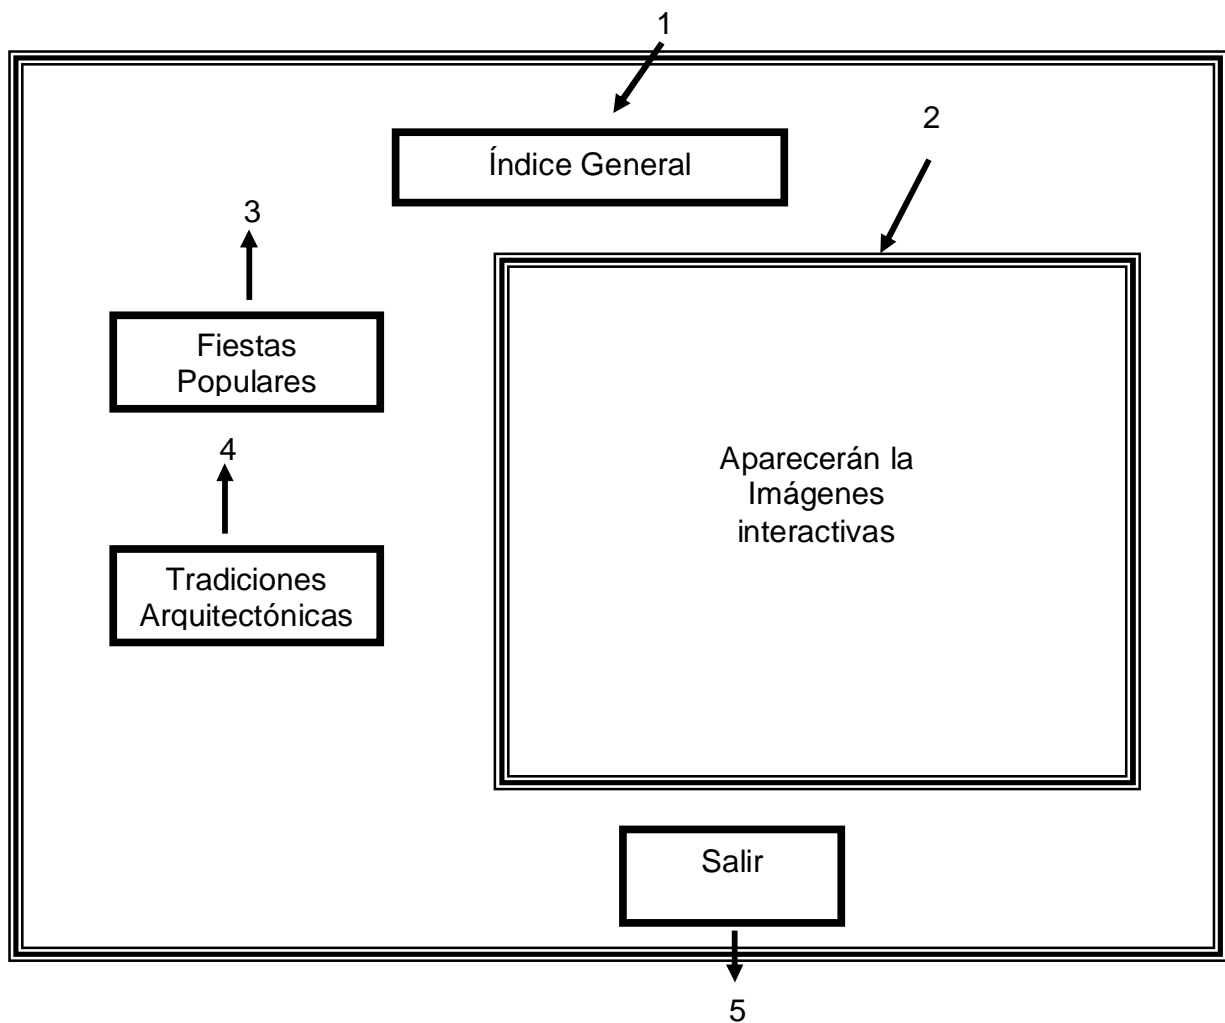 1
Índice General
2
3
Fiestas
Populares
4
Tradiciones
Arquitectónicas
Aparecerán la
Imágenes
interactivas
Salir
5